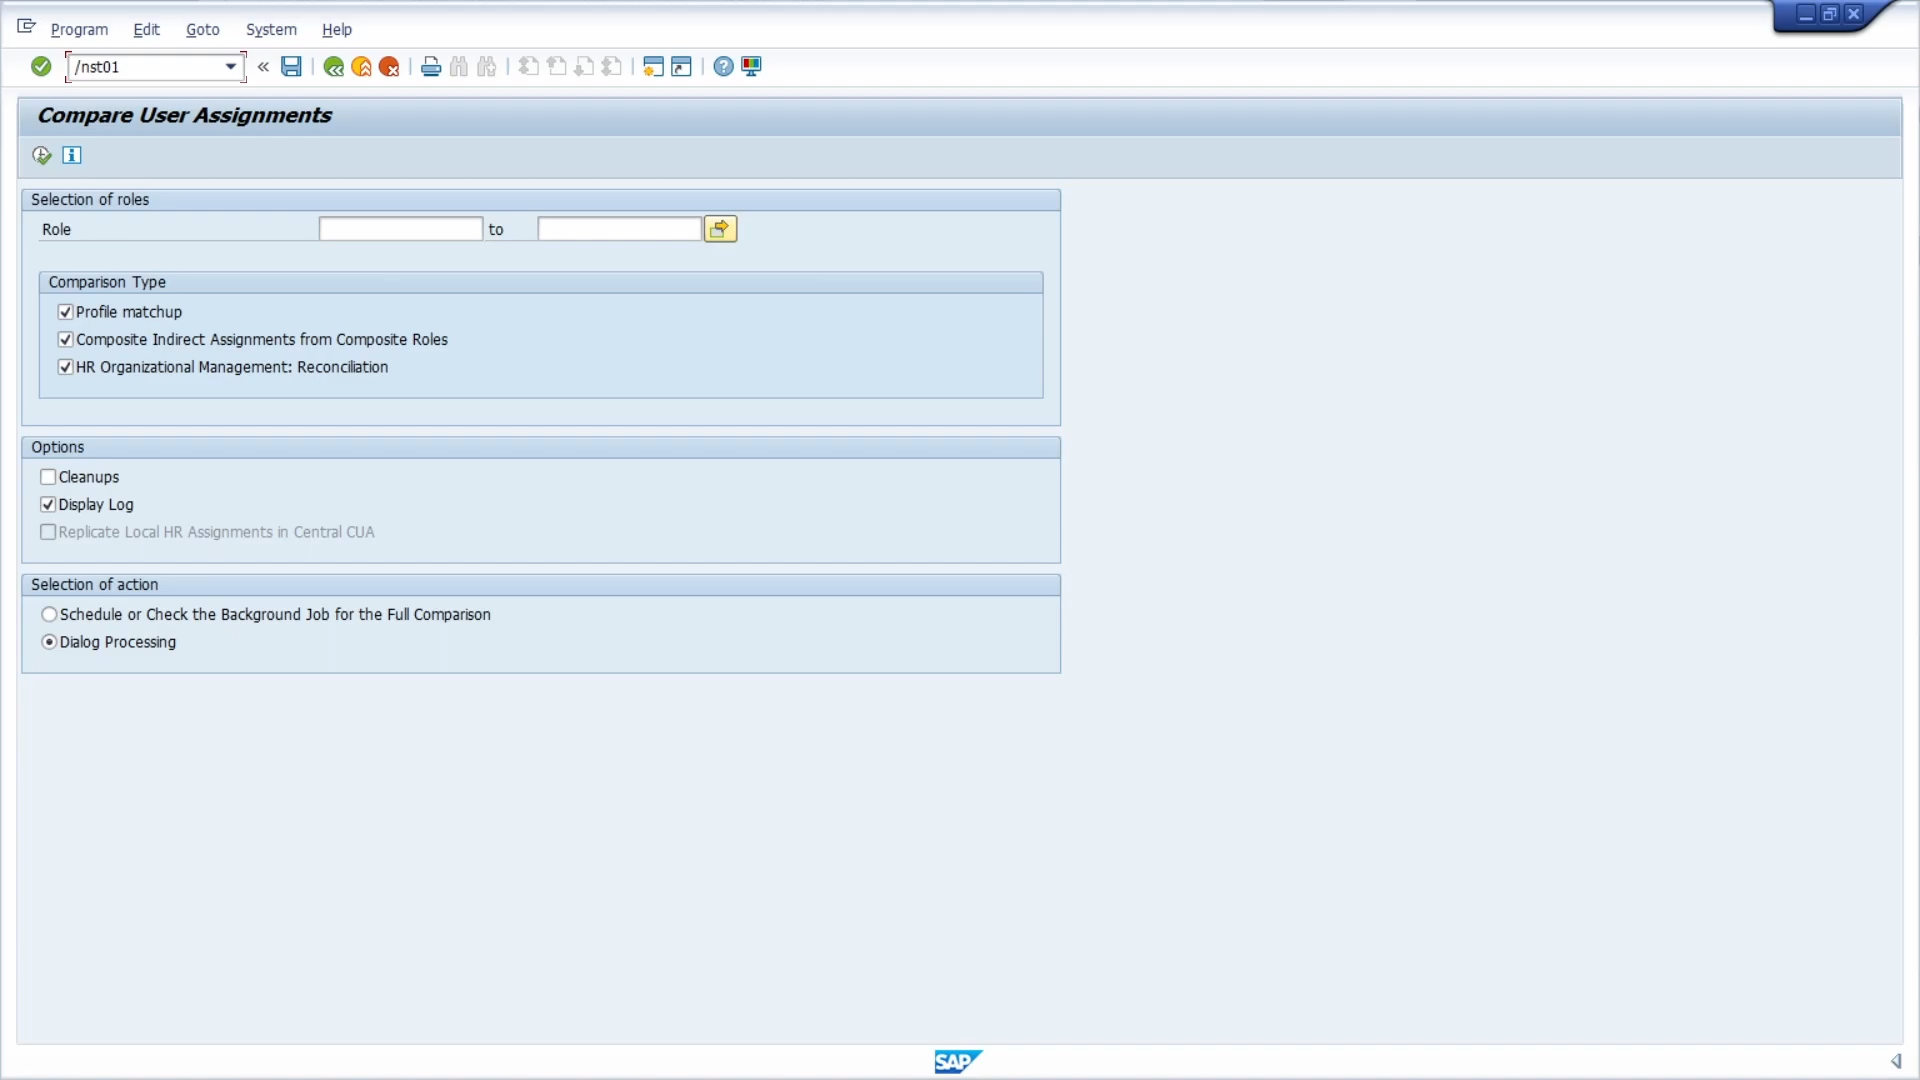 Program Edit Goto System Help
/nst01
Compare User Assignments
Selection of roles
Role to
Comparison Type
Profile matchup
Composite Indirect Assignments from Composite Roles
HR Organizational Management: Reconciliation
Options
Cleanups
Display Log
Replicate Local HR Assignments in Central CUA
Selection of action
Schedule or Check the Background Job for the Full Comparison
Dialog Processing
SAP